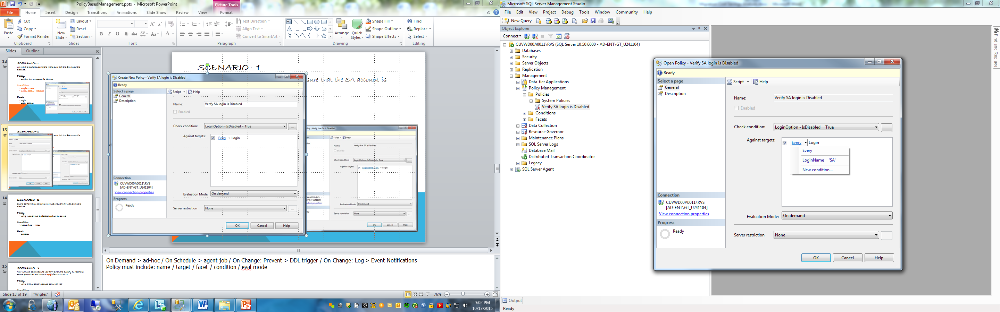 PolicyBasedManagement.pptx - Microsoft PowerPoint
Picture Tools
File Home Insert Design Transitions Animations Slide Show Review View Format
Paste
Cut
Copy
Format Painter
Clipboard
New Slide
Layout
Reset
Section
Slides
B I U S abc AV Aa A
Font
Text Direction
Align Text
Convert to SmartArt
Paragraph
Arrange
Quick Styles
Shape Fill
Shape Outline
Shape Effects
Drawing
Find
Replace
Select
Editing
Slides Outline
12
SCENARIO-1
Policy
13
SCENARIO-1
14
SCENARIO-2
Policy
15
SCENARIO-3
Policy
SCENARIO-1
sure that the SA account is
Create New Policy - Verify SA login is Disabled
Ready
Select a page
General
Description
Script Help
Name: Verify SA login is Disabled
Enabled
Check condition: LoginOption - IsDisabled = True ...
Against targets: Every Login
Connection
CUVWD00A0011\RVS
[AD-ENT\GT_U241104]
View connection properties
Evaluation Mode: On demand
Progress
Ready
Server restriction None ...
OK Cancel Help
olicy - Verify that SA is Disabled
Script Help
Name: Verify that SA is Disabled
Enabled
Check condition: LoginOption - IsDisabled = True ...
Against targets: LoginName = 'SA' Login
Evaluation Mode: On demand
Server restriction None ...
OK Cancel Help
On Demand > ad-hoc / On Schedule > agent job / On Change: Prevent > DDL trigger / On Change: Log > Event Notifications
Policy must include: name / target / facet / condition / eval mode
Slide 13 of 19 "Angles" 76%
3:02 PM
10/13/2015
Microsoft SQL Server Management Studio
File Edit View Project Debug Tools Window Community Help
New Query
Object Explorer
Connect
CUVWD00A0011\RVS (SQL Server 10.50.6000 - AD-ENT\GT_U241104)
Databases
Security
Server Objects
Replication
Management
Data-tier Applications
Policy Management
Policies
System Policies
Verify SA login is Disabled
Conditions
Facets
Data Collection
Resource Governor
Maintenance Plans
SQL Server Logs
Database Mail
Distributed Transaction Coordinator
Legacy
SQL Server Agent
Open Policy - Verify SA login is Disabled
Ready
Select a page
General
Description
Script Help
Name: Verify SA login is Disabled
Enabled
Check condition: LoginOption - IsDisabled = True ...
Against targets: Every Login
Every
LoginName = 'SA'
New condition...
Connection
CUVWD00A0011\RVS
[AD-ENT\GT_U241104]
View connection properties
Evaluation Mode: On demand
Progress
Ready
Server restriction None ...
OK Cancel Help
Find and Replace
Output
Ready